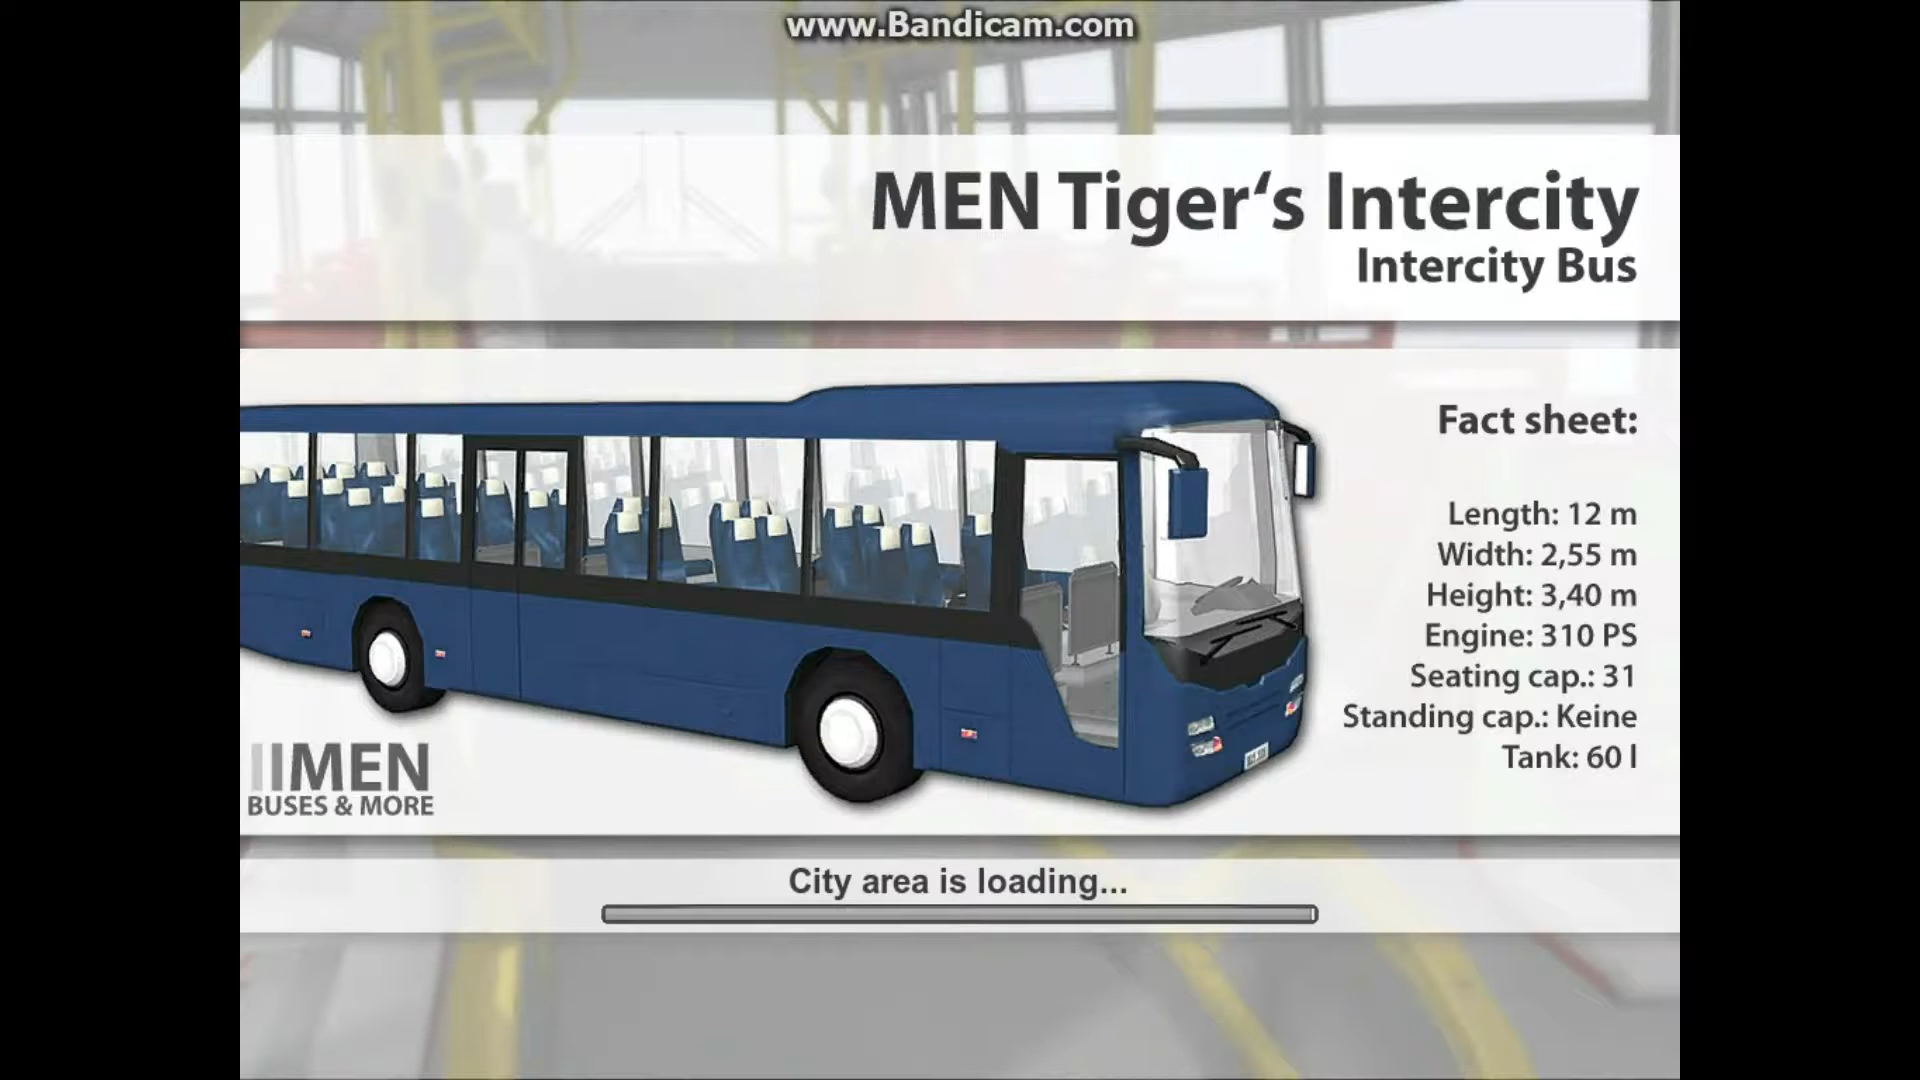 www.Bandicam.com
MEN Tiger‘s Intercity
Intercity Bus
Fact sheet:
Length: 12 m
Width: 2,55 m
Height: 3,40 m
Engine: 310 PS
Seating cap.: 31
Standing cap.: Keine
Tank: 60 l
MEN
BUSES & MORE
City area is loading...